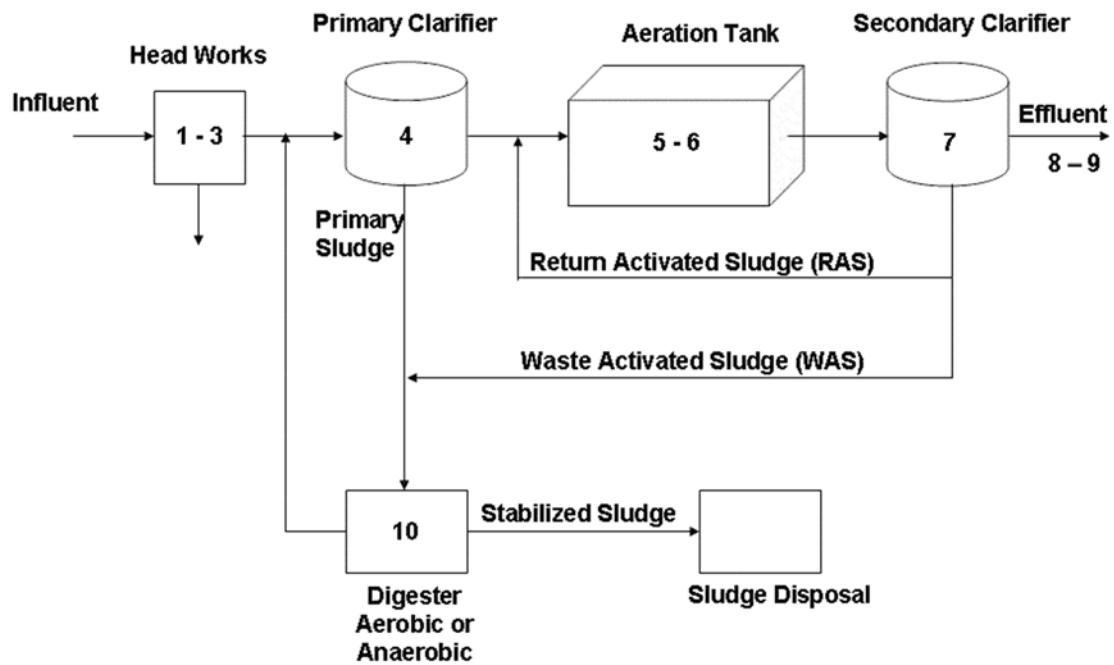 Primary Clarifier
Aeration Tank
Secondary Clarifier
Head Works
Influent
1 - 3
4
5 - 6
7
Effluent
8 – 9
Primary
Sludge
Return Activated Sludge (RAS)
Waste Activated Sludge (WAS)
10
Stabilized Sludge
Digester
Aerobic or
Anaerobic
Sludge Disposal